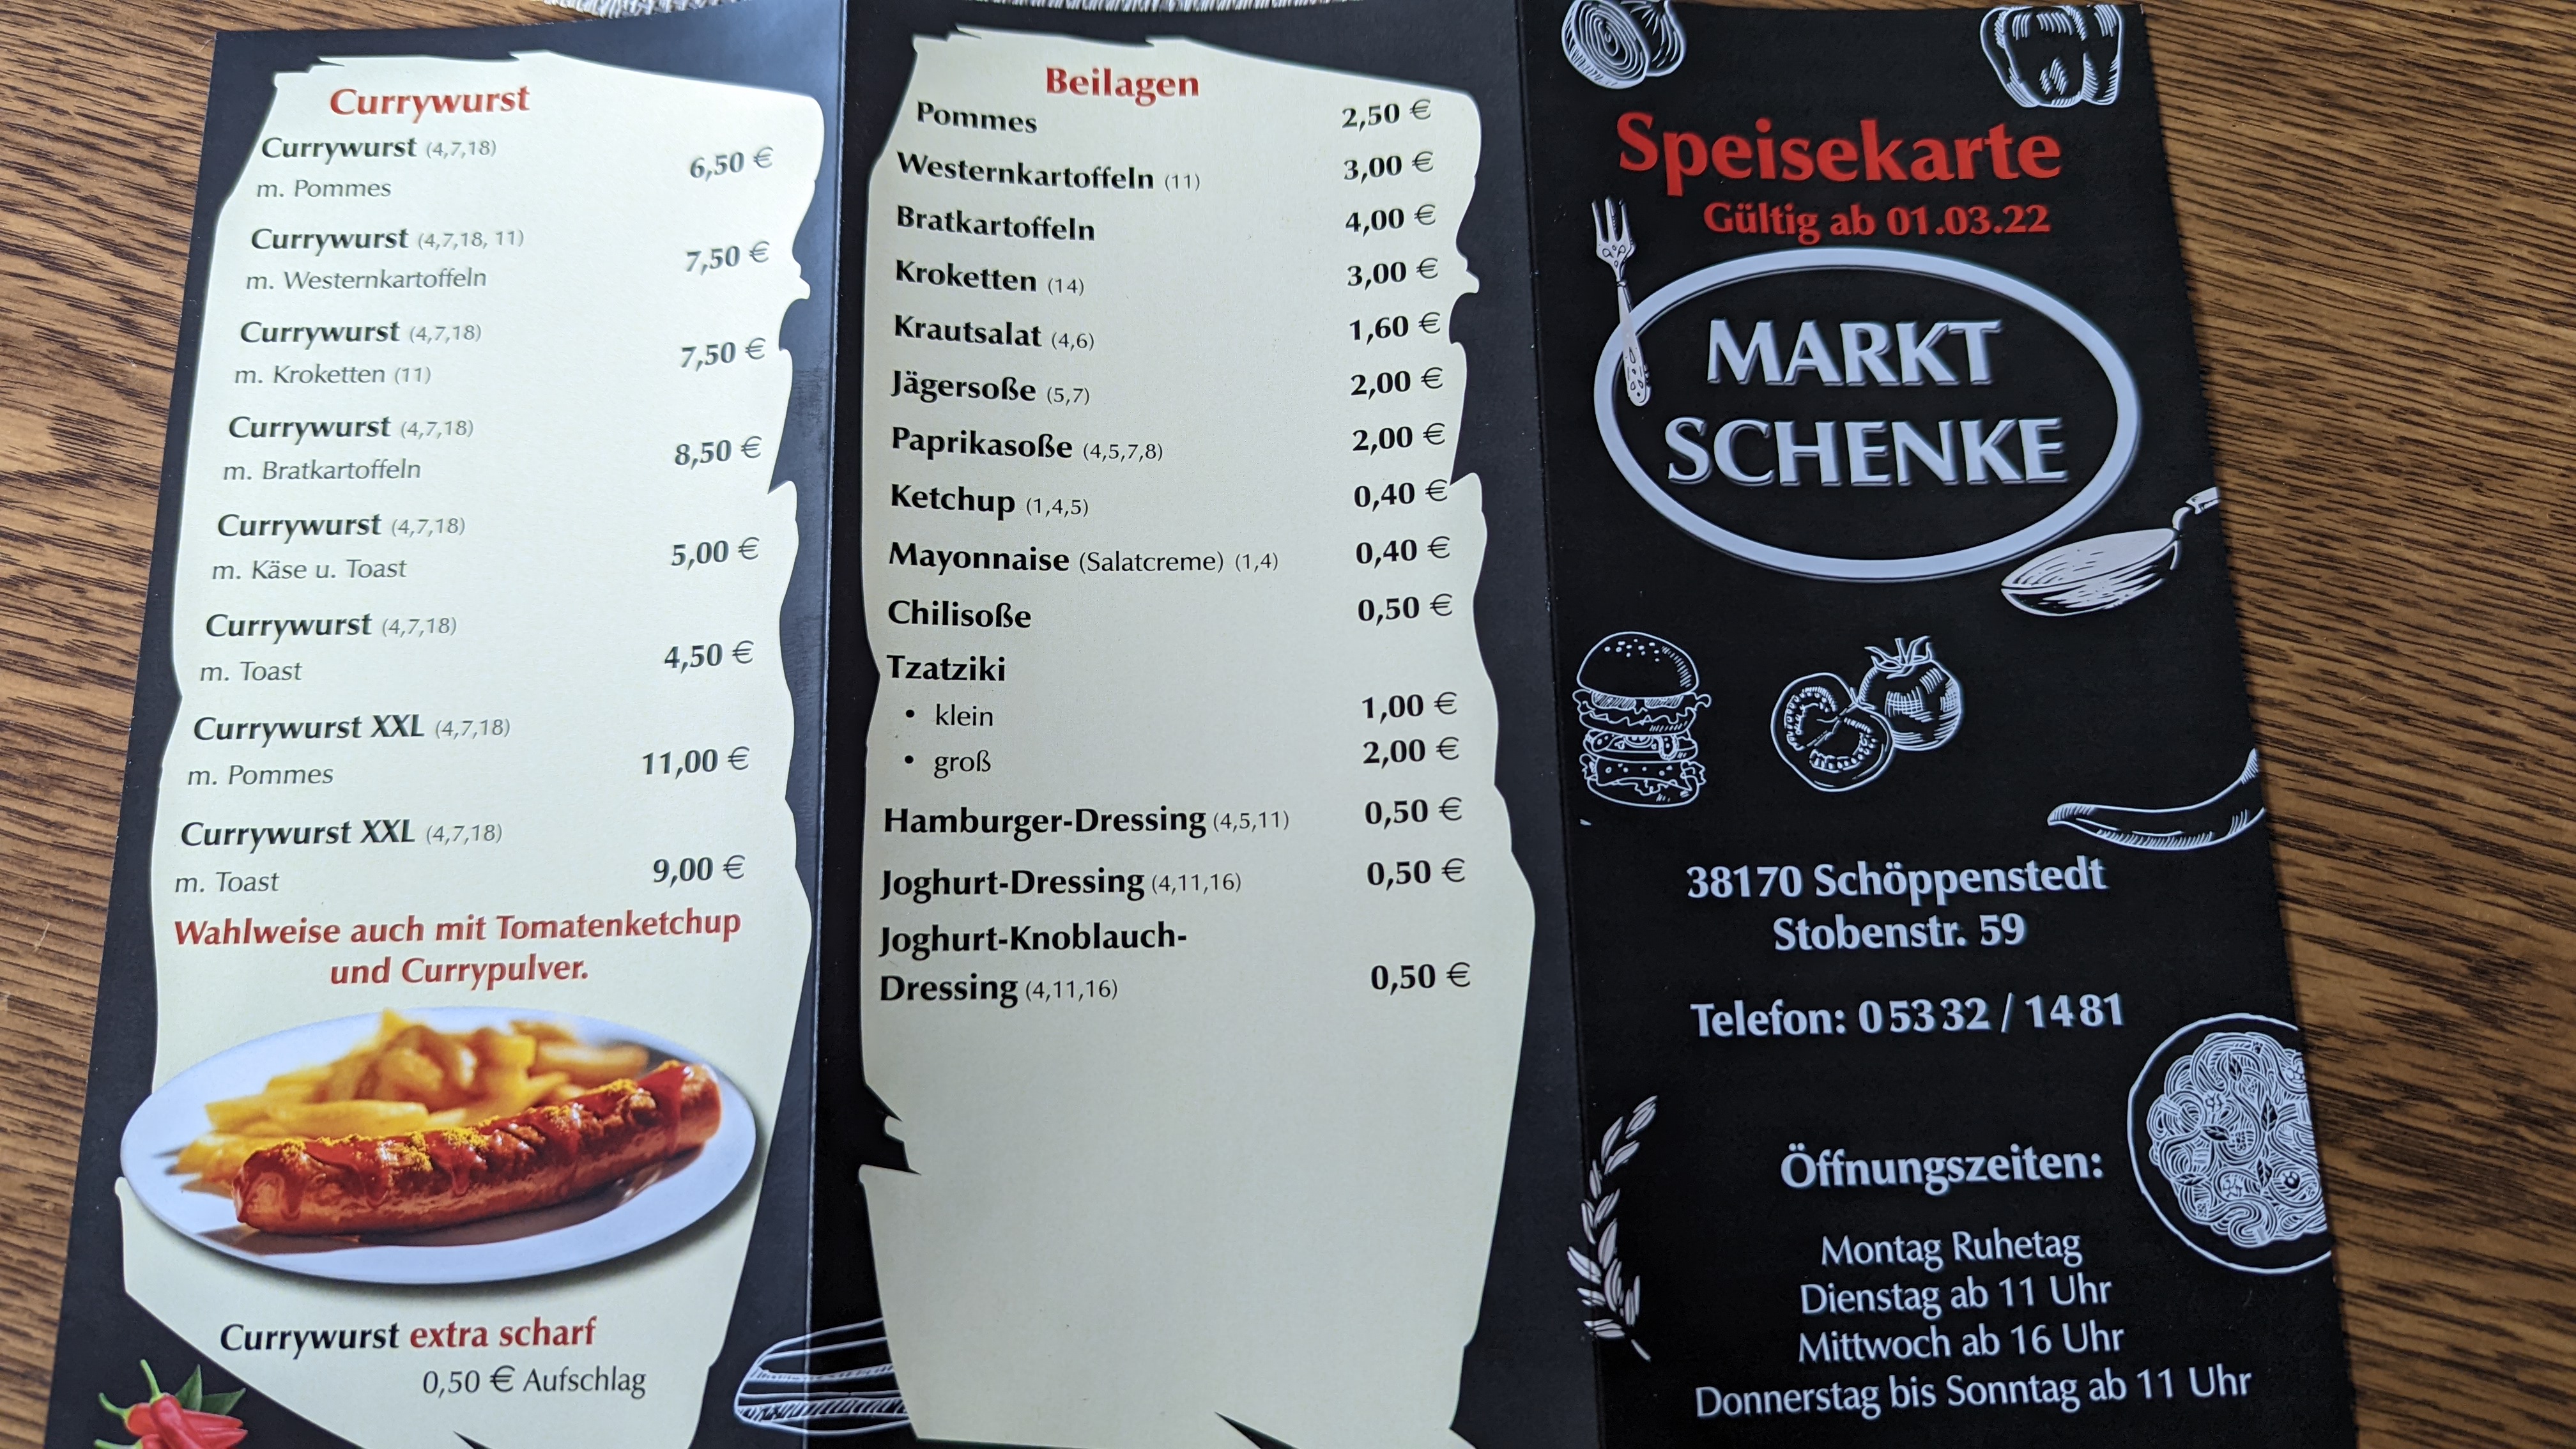 Currywurst
Currywurst (4,7,18)
m. Pommes 6,50 €
Currywurst (4,7,18, 11)
m. Westernkartoffeln 7,50 €
Currywurst (4,7,18)
m. Kroketten (11) 7,50 €
Currywurst (4,7,18)
m. Bratkartoffeln 8,50 €
Currywurst (4,7,18)
m. Käse u. Toast 5,00 €
Currywurst (4,7,18)
m. Toast 4,50 €
Currywurst XXL (4,7,18)
m. Pommes 11,00 €
Currywurst XXL (4,7,18)
m. Toast 9,00 €
Wahlweise auch mit Tomatenketchup
und Currypulver.
Currywurst extra scharf
0,50 € Aufschlag
Beilagen
Pommes 2,50 €
Westernkartoffeln (11) 3,00 €
Bratkartoffeln 4,00 €
Kroketten (14) 3,00 €
Krautsalat (4,6) 1,60 €
Jägersoße (5,7) 2,00 €
Paprikasoße (4,5,7,8) 2,00 €
Ketchup (1,4,5) 0,40 €
Mayonnaise (Salatcreme) (1,4) 0,40 €
Chilisoße 0,50 €
Tzatziki
• klein 1,00 €
• groß 2,00 €
Hamburger-Dressing (4,5,11) 0,50 €
Joghurt-Dressing (4,11,16) 0,50 €
Joghurt-Knoblauch-
Dressing (4,11,16) 0,50 €
Speisekarte
Gültig ab 01.03.22
MARKT
SCHENKE
38170 Schöppenstedt
Stobenstr. 59
Telefon: 0 53 32 / 14 81
Öffnungszeiten:
Montag Ruhetag
Dienstag ab 11 Uhr
Mittwoch ab 16 Uhr
Donnerstag bis Sonntag ab 11 Uhr